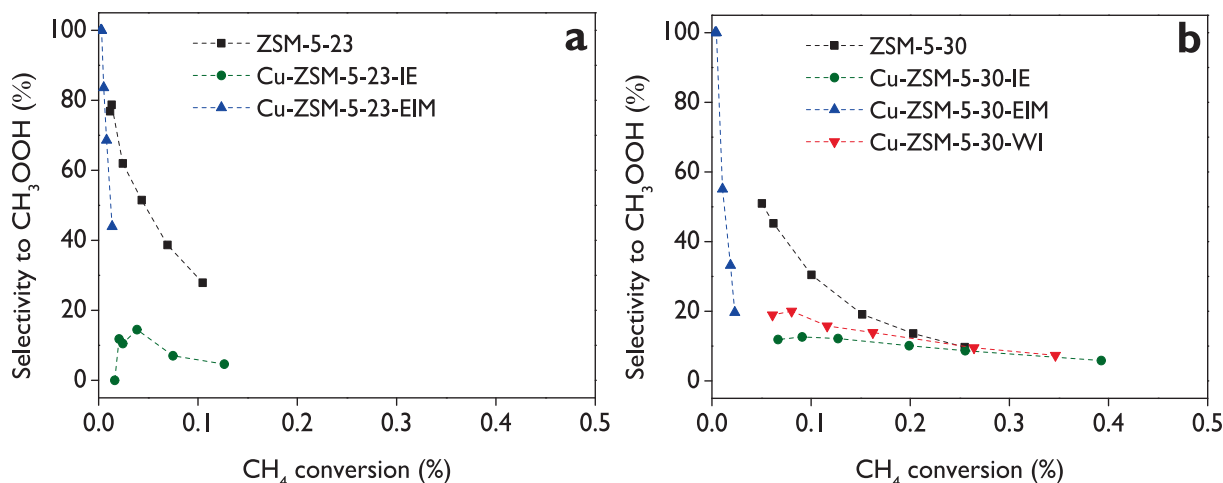 a
ZSM-5-23
Cu-ZSM-5-23-IE
Cu-ZSM-5-23-EIM
Selectivity to CH₃OOH (%)
100
80
60
40
20
0
0.0 0.1 0.2 0.3 0.4 0.5
CH₄ conversion (%)
b
ZSM-5-30
Cu-ZSM-5-30-IE
Cu-ZSM-5-30-EIM
Cu-ZSM-5-30-WI
Selectivity to CH₃OOH (%)
100
80
60
40
20
0
0.0 0.1 0.2 0.3 0.4 0.5
CH₄ conversion (%)